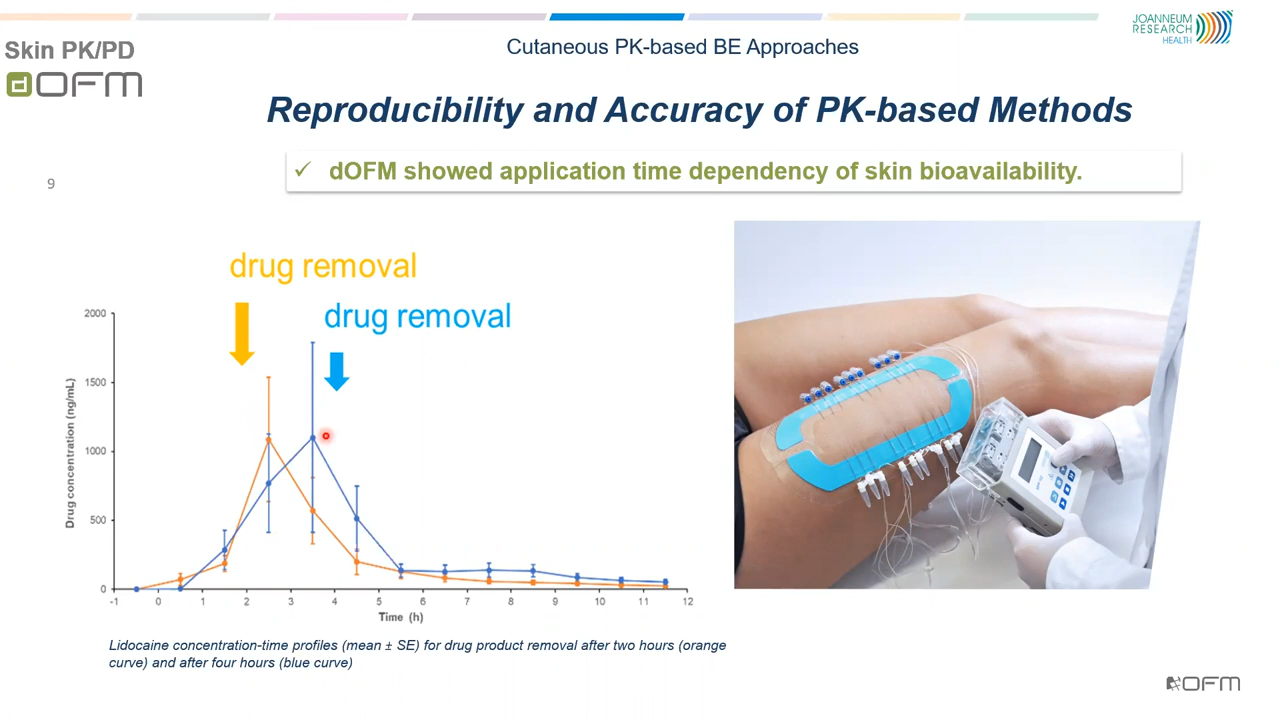 JOANNEUM
RESEARCH
HEALTH
Skin PK/PD
dOFM
Cutaneous PK-based BE Approaches
Reproducibility and Accuracy of PK-based Methods
✓ dOFM showed application time dependency of skin bioavailability.
9
drug removal
drug removal
2000
1500
1000
500
0
Drug concentration (ng/mL)
-1 0 1 2 3 4 5 6 7 8 9 10 11 12
Time (h)
Lidocaine concentration-time profiles (mean ± SE) for drug product removal after two hours (orange
curve) and after four hours (blue curve)
OFM